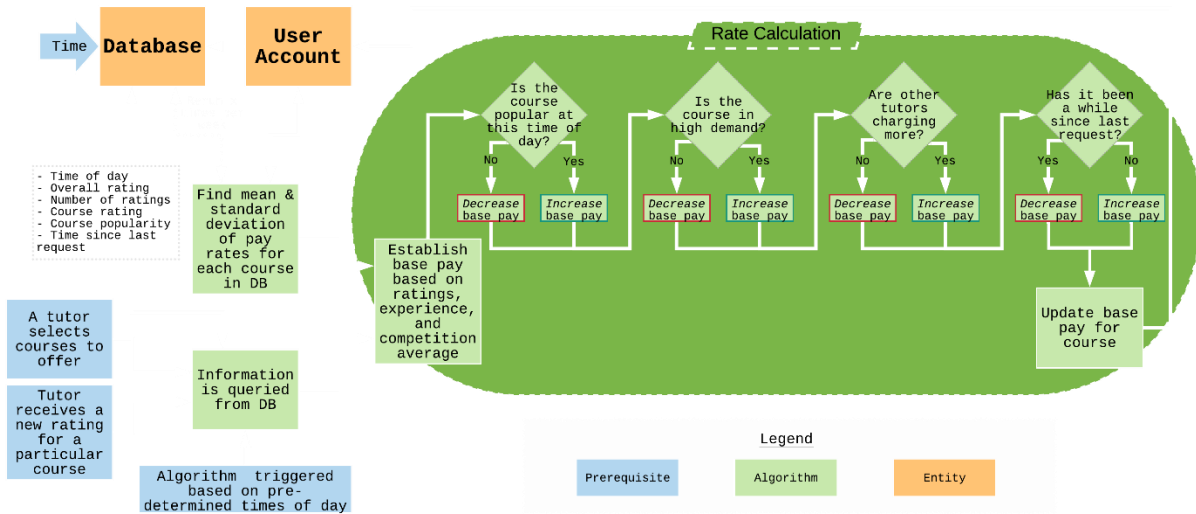 Time
Database
User
Account
- Time of day
- Overall rating
- Number of ratings
- Course rating
- Course popularity
- Time since last
request
Find mean &
standard
deviation
of pay
rates for
each course
in DB
A tutor
selects
courses to
offer
Tutor
receives a
new rating
for a
particular
course
Information
is queried
from DB
Algorithm triggered
based on pre-
determined times of day
Rate Calculation
Establish
base pay
based on
ratings,
experience,
and
competition
average
Is the
course
popular at
this time of
day?
No
Yes
Decrease
base pay
Increase
base pay
Is the
course in
high demand?
No
Yes
Decrease
base pay
Increase
base pay
Are other
tutors
charging
more?
No
Yes
Decrease
base pay
Increase
base pay
Has it been
a while
since last
request?
Yes
No
Decrease
base pay
Increase
base pay
Update base
pay for
course
Legend
Prerequisite
Algorithm
Entity